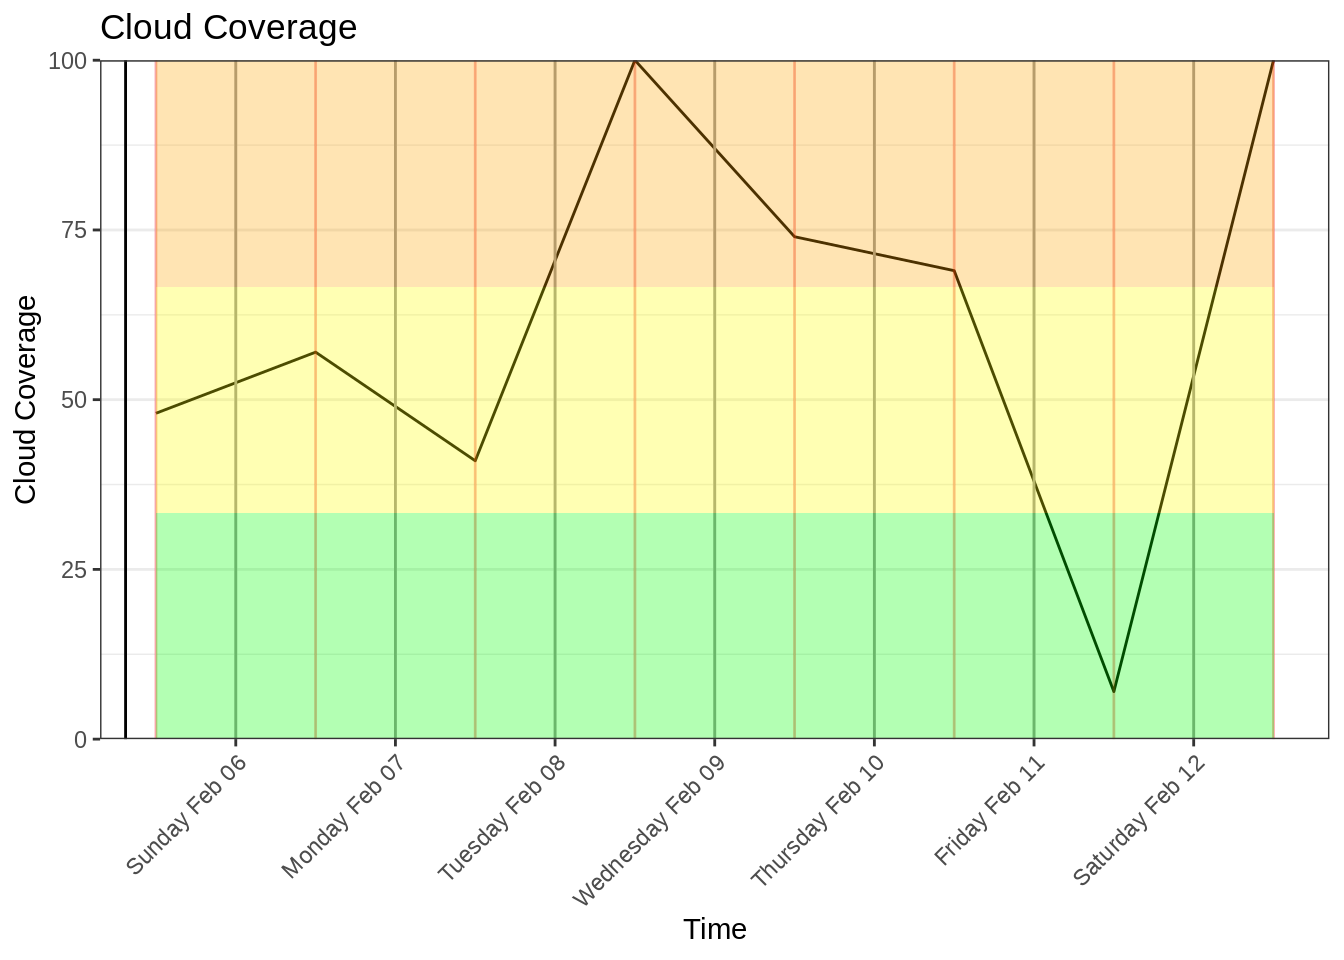 Cloud Coverage
Cloud Coverage
100
75
50
25
0
Sunday Feb 06
Monday Feb 07
Tuesday Feb 08
Wednesday Feb 09
Thursday Feb 10
Friday Feb 11
Saturday Feb 12
Time